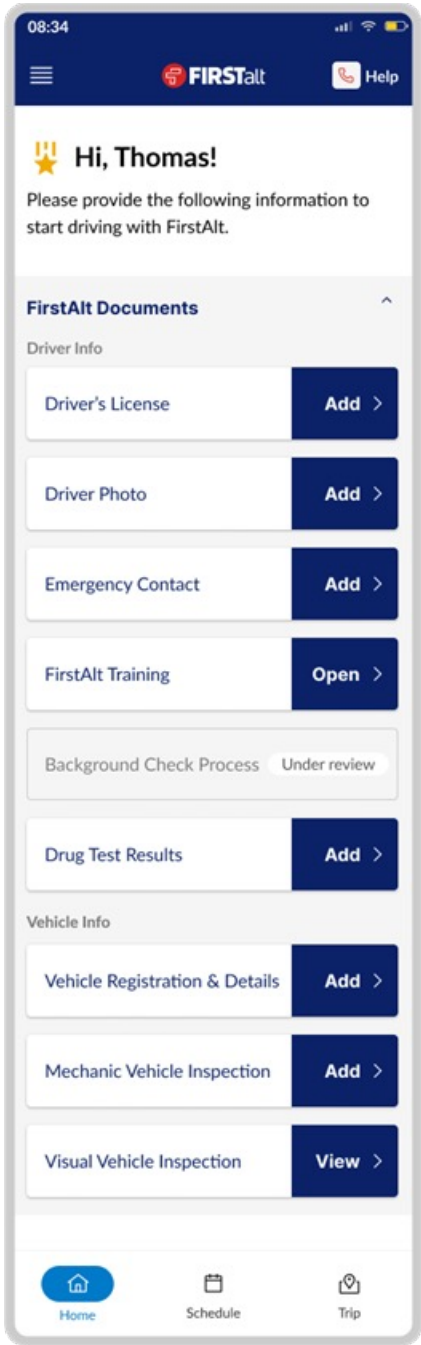 08:34
FIRSTalt
Help
Hi, Thomas!
Please provide the following information to
start driving with FirstAlt.
FirstAlt Documents
Driver Info
Driver's License Add
Driver Photo Add
Emergency Contact Add
FirstAlt Training Open
Background Check Process Under review
Drug Test Results Add
Vehicle Info
Vehicle Registration & Details Add
Mechanic Vehicle Inspection Add
Visual Vehicle Inspection View
Home Schedule Trip